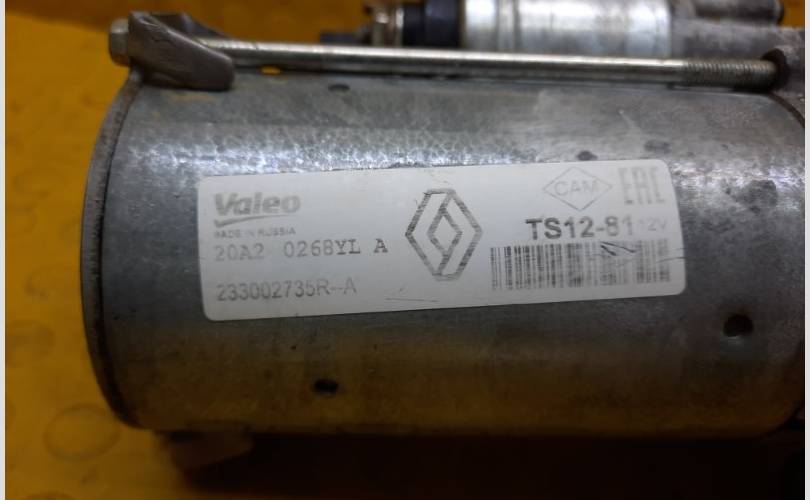 Valeo
MADE IN RUSSIA
20A2 0268YL A
233002735R-A
CAM
EAC
TS12-81 12V